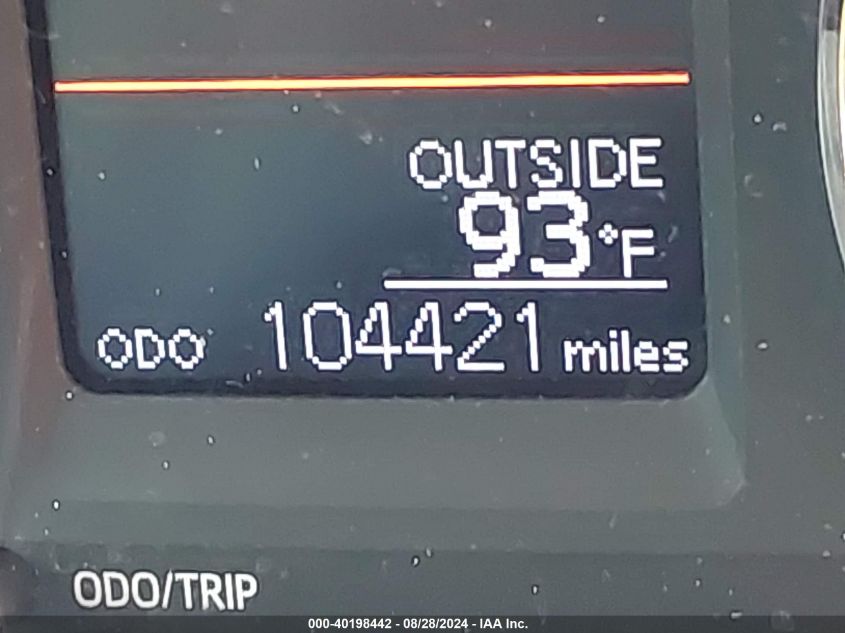 OUTSIDE
93°F
ODO 104421 miles
ODO/TRIP
000-40198442 - 08/28/2024 - IAA Inc.